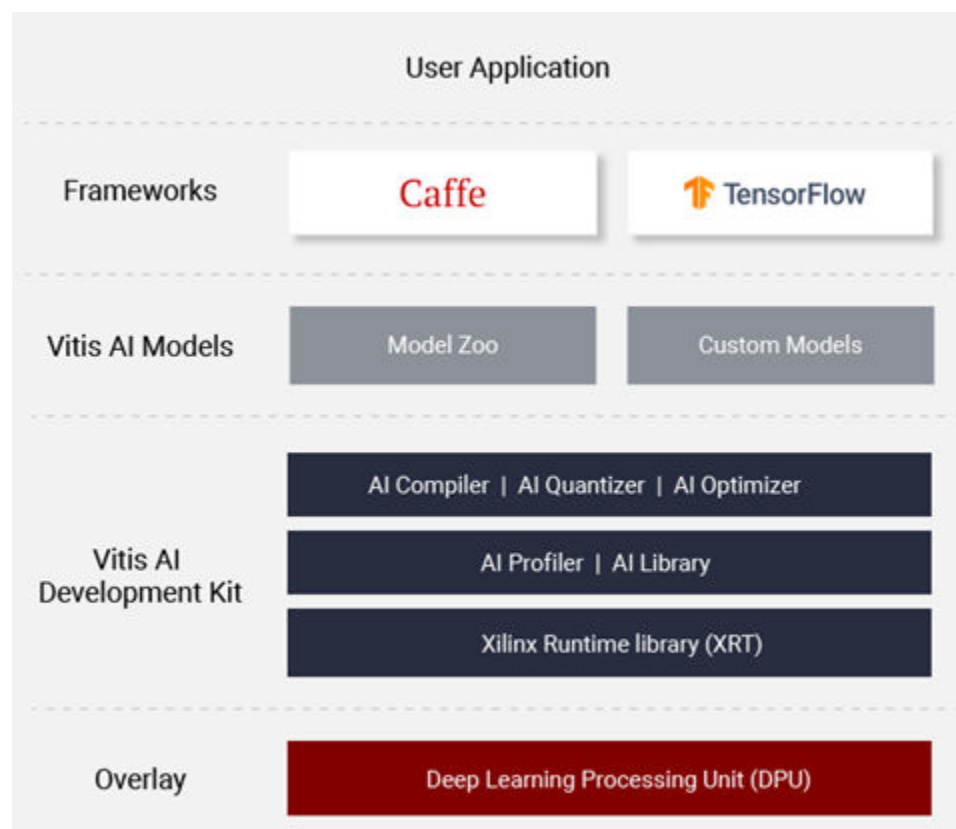 User Application
Frameworks
Caffe
TensorFlow
Vitis AI Models
Model Zoo
Custom Models
Vitis AI
Development Kit
AI Compiler | AI Quantizer | AI Optimizer
AI Profiler | AI Library
Xilinx Runtime library (XRT)
Overlay
Deep Learning Processing Unit (DPU)